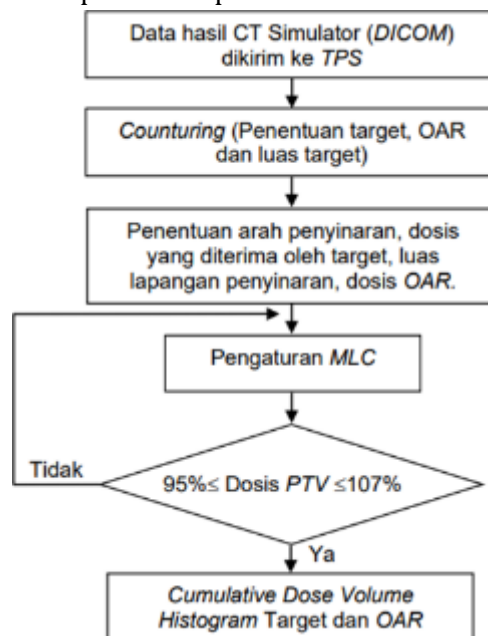 Data hasil CT Simulator (DICOM)
dikirim ke TPS
Counturing (Penentuan target, OAR
dan luas target)
Penentuan arah penyinaran, dosis
yang diterima oleh target, luas
lapangan penyinaran, dosis OAR.
Pengaturan MLC
Tidak
95%≤ Dosis PTV ≤107%
Ya
Cumulative Dose Volume
Histogram Target dan OAR